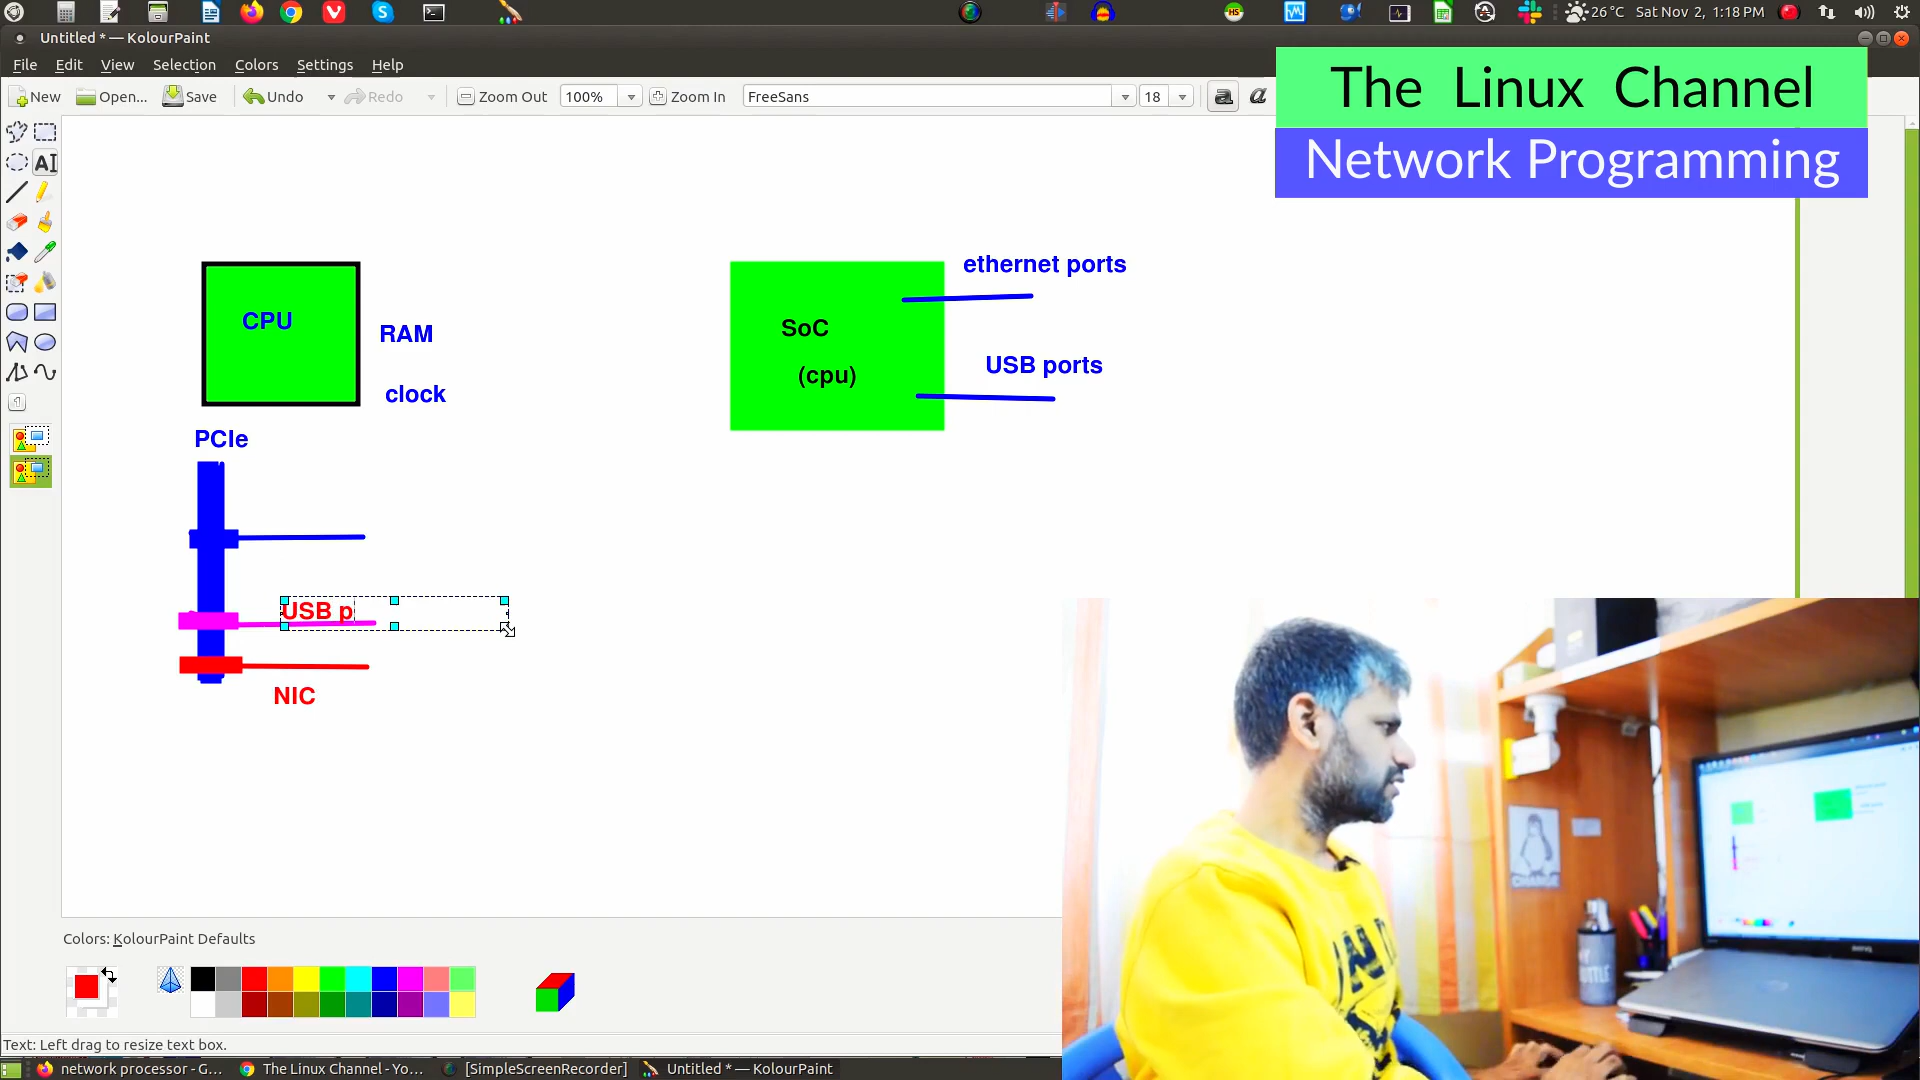 26°C Sat Nov 2, 1:18 PM
Untitled * — KolourPaint
File Edit View Selection Colors Settings Help
New Open... Save Undo Redo Zoom Out 100% Zoom In FreeSans 18 a a
The Linux Channel
Network Programming
AI
CPU
RAM
clock
PCIe
USB p
NIC
SoC
(cpu)
ethernet ports
USB ports
Colors: KolourPaint Defaults
Text: Left drag to resize text box.
network processor - G... The Linux Channel - Yo... [SimpleScreenRecorder] Untitled * — KolourPaint